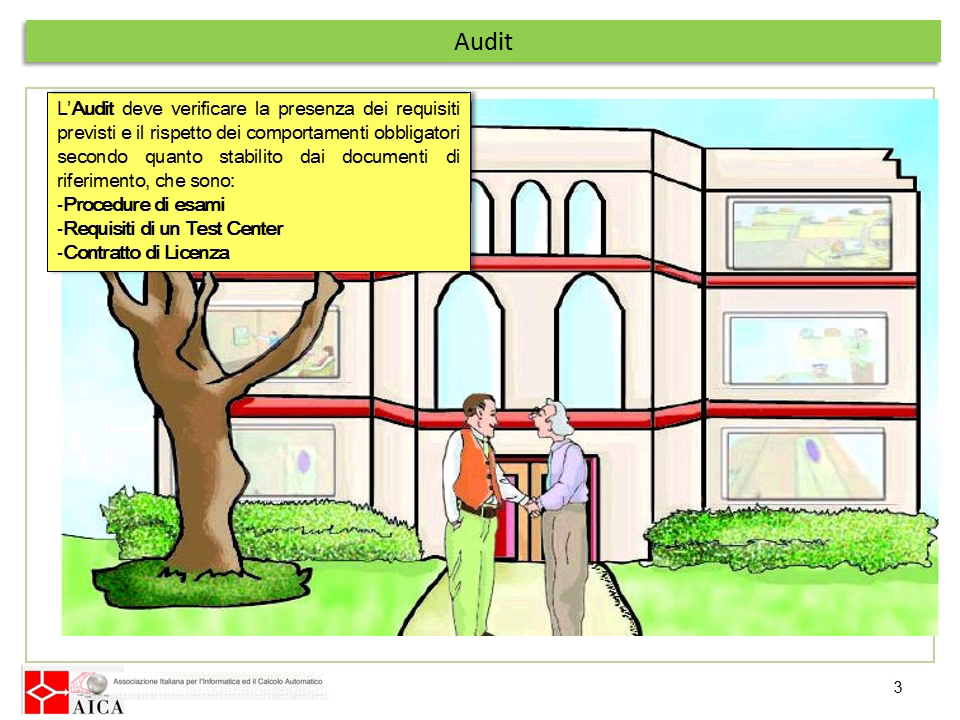 Audit
L'Audit deve verificare la presenza dei requisiti
previsti e il rispetto dei comportamenti obbligatori
secondo quanto stabilito dai documenti di
riferimento, che sono:
-Procedure di esami
-Requisiti di un Test Center
-Contratto di Licenza
Associazione Italiana per l'Informatica ed il Calcolo Automatico
AICA
3